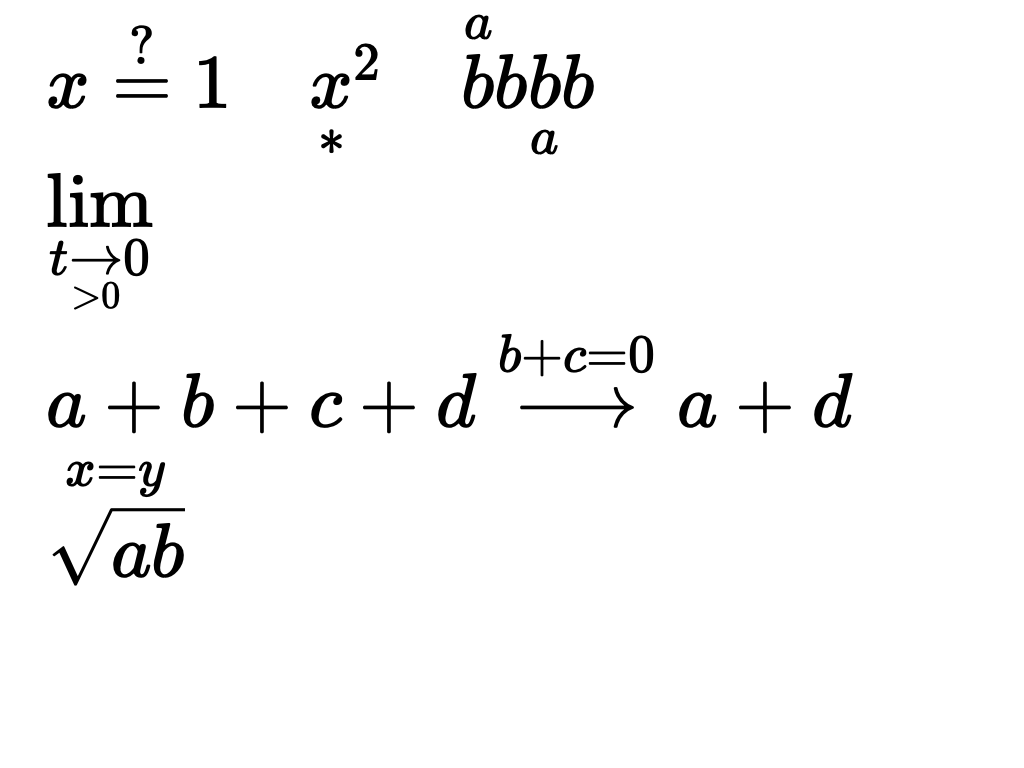 ?                a
x = 1   x²   bbbb
        *        a
lim
t→0
>0
b+c=0
a + b + c + d ⟶ a + d
x=y
√ab